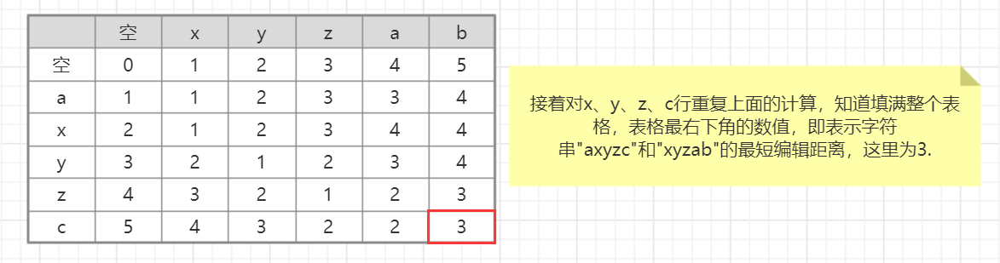 空 x y z a b
空 0 1 2 3 4 5
a 1 1 2 3 3 4
x 2 1 2 3 4 4
y 3 2 1 2 3 4
z 4 3 2 1 2 3
c 5 4 3 2 2 3
接着对x、y、z、c行重复上面的计算，知道填满整个表
格，表格最右下角的数值，即表示字符
串"axyzc"和"xyzab"的最短编辑距离，这里为3.